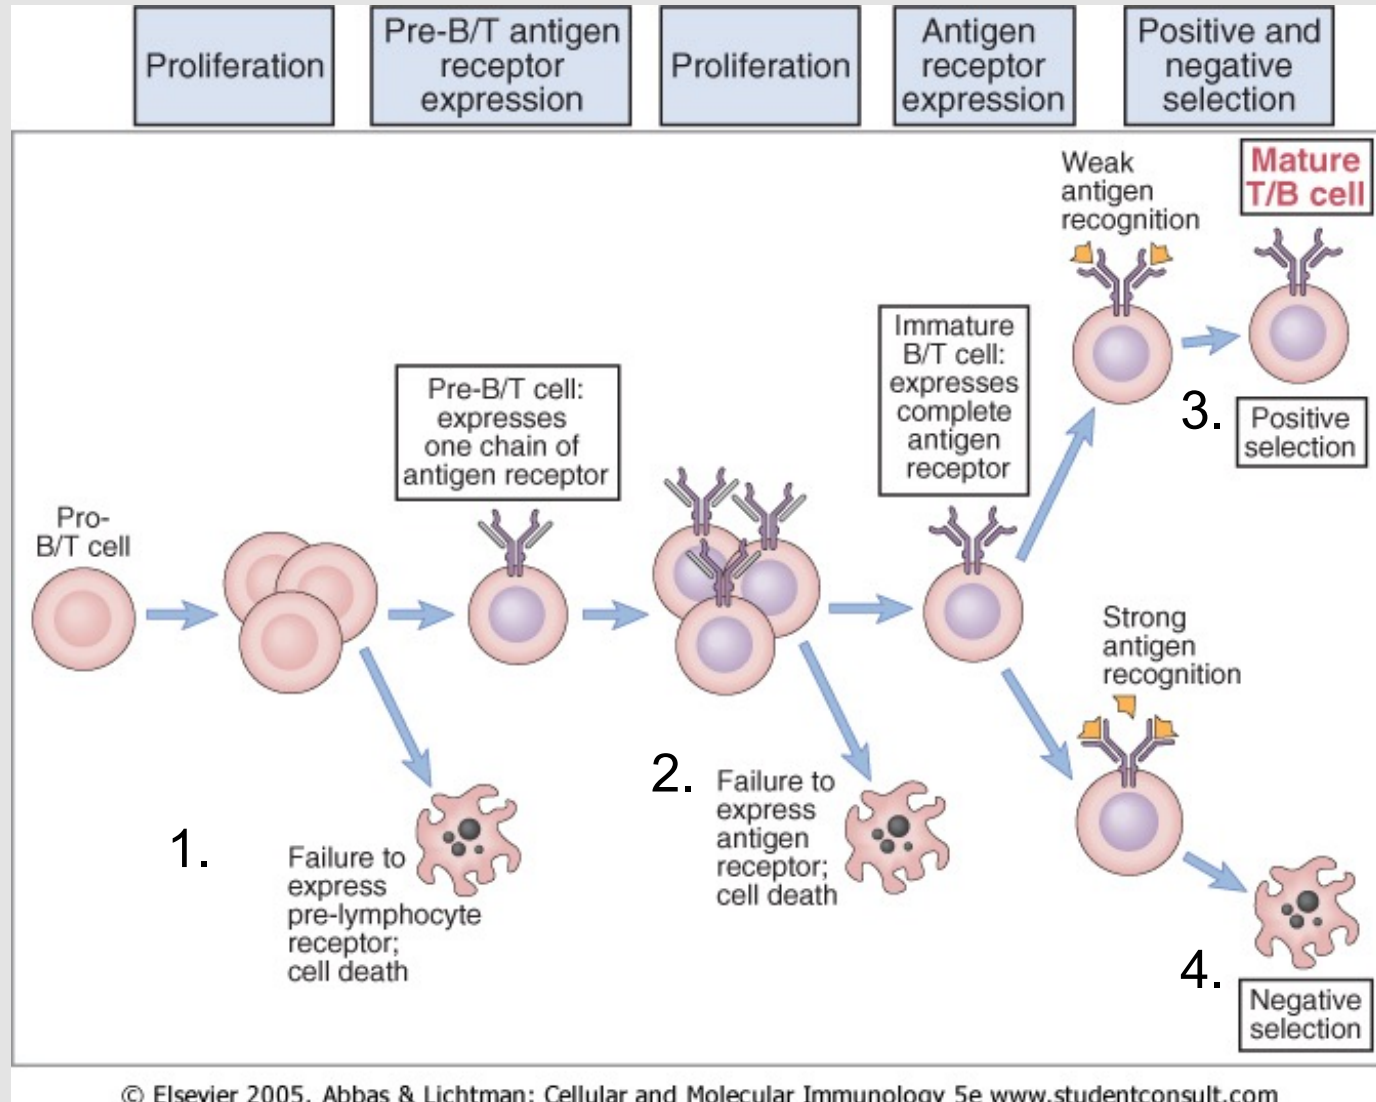 Proliferation
Pre-B/T antigen
receptor
expression
Proliferation
Antigen
receptor
expression
Positive and
negative
selection
Weak
antigen
recognition
Mature
T/B cell
Immature
B/T cell:
expresses
complete
antigen
receptor
3.
Positive
selection
Pre-B/T cell:
expresses
one chain of
antigen receptor
Pro-
B/T cell
Strong
antigen
recognition
1.
Failure to
express
pre-lymphocyte
receptor;
cell death
2.
Failure to
express
antigen
receptor;
cell death
4.
Negative
selection
© Elsevier 2005. Abbas & Lichtman: Cellular and Molecular Immunology 5e www.studentconsult.com